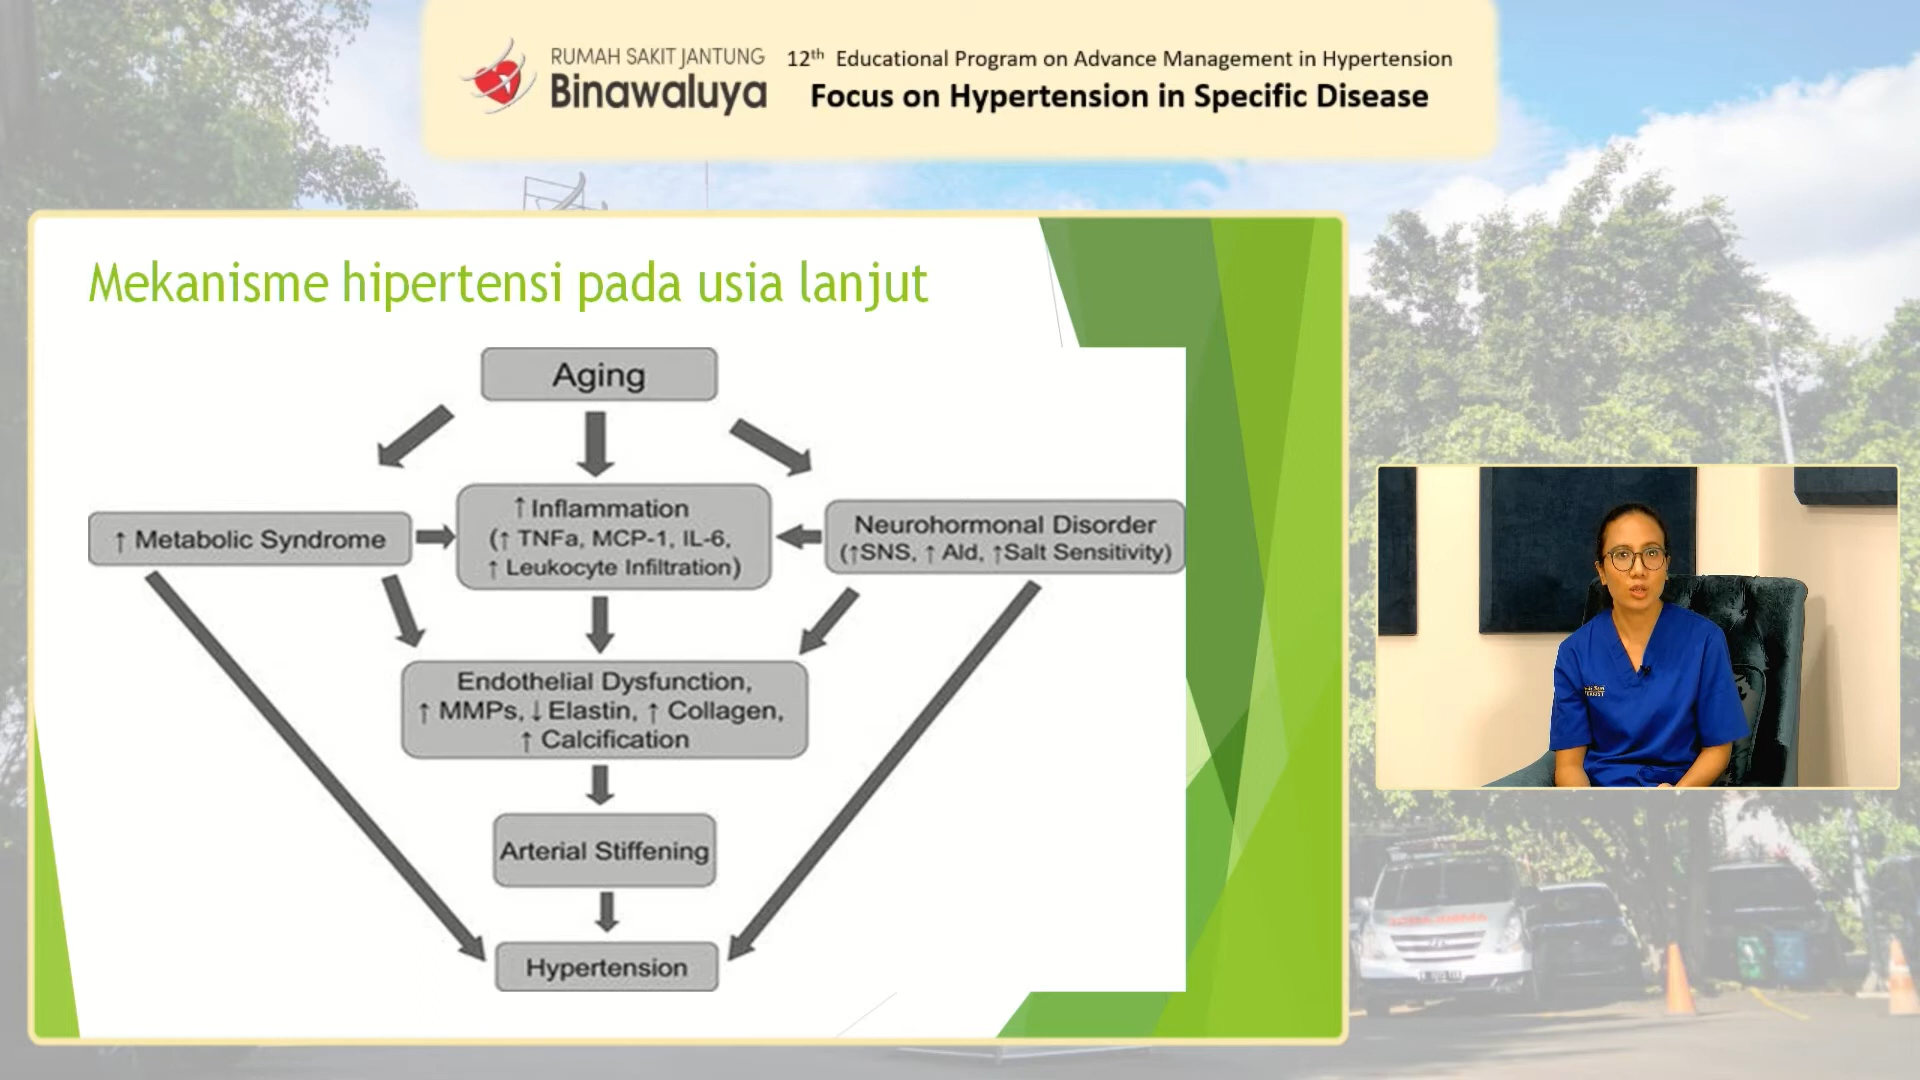 RUMAH SAKIT JANTUNG
Binawaluya
12th Educational Program on Advance Management in Hypertension
Focus on Hypertension in Specific Disease
Mekanisme hipertensi pada usia lanjut
Aging
↑ Metabolic Syndrome
↑ Inflammation
(↑ TNFa, MCP-1, IL-6,
↑ Leukocyte Infiltration)
Neurohormonal Disorder
(↑SNS, ↑ Ald, ↑Salt Sensitivity)
Endothelial Dysfunction,
↑ MMPs, ↓ Elastin, ↑ Collagen,
↑ Calcification
Arterial Stiffening
Hypertension